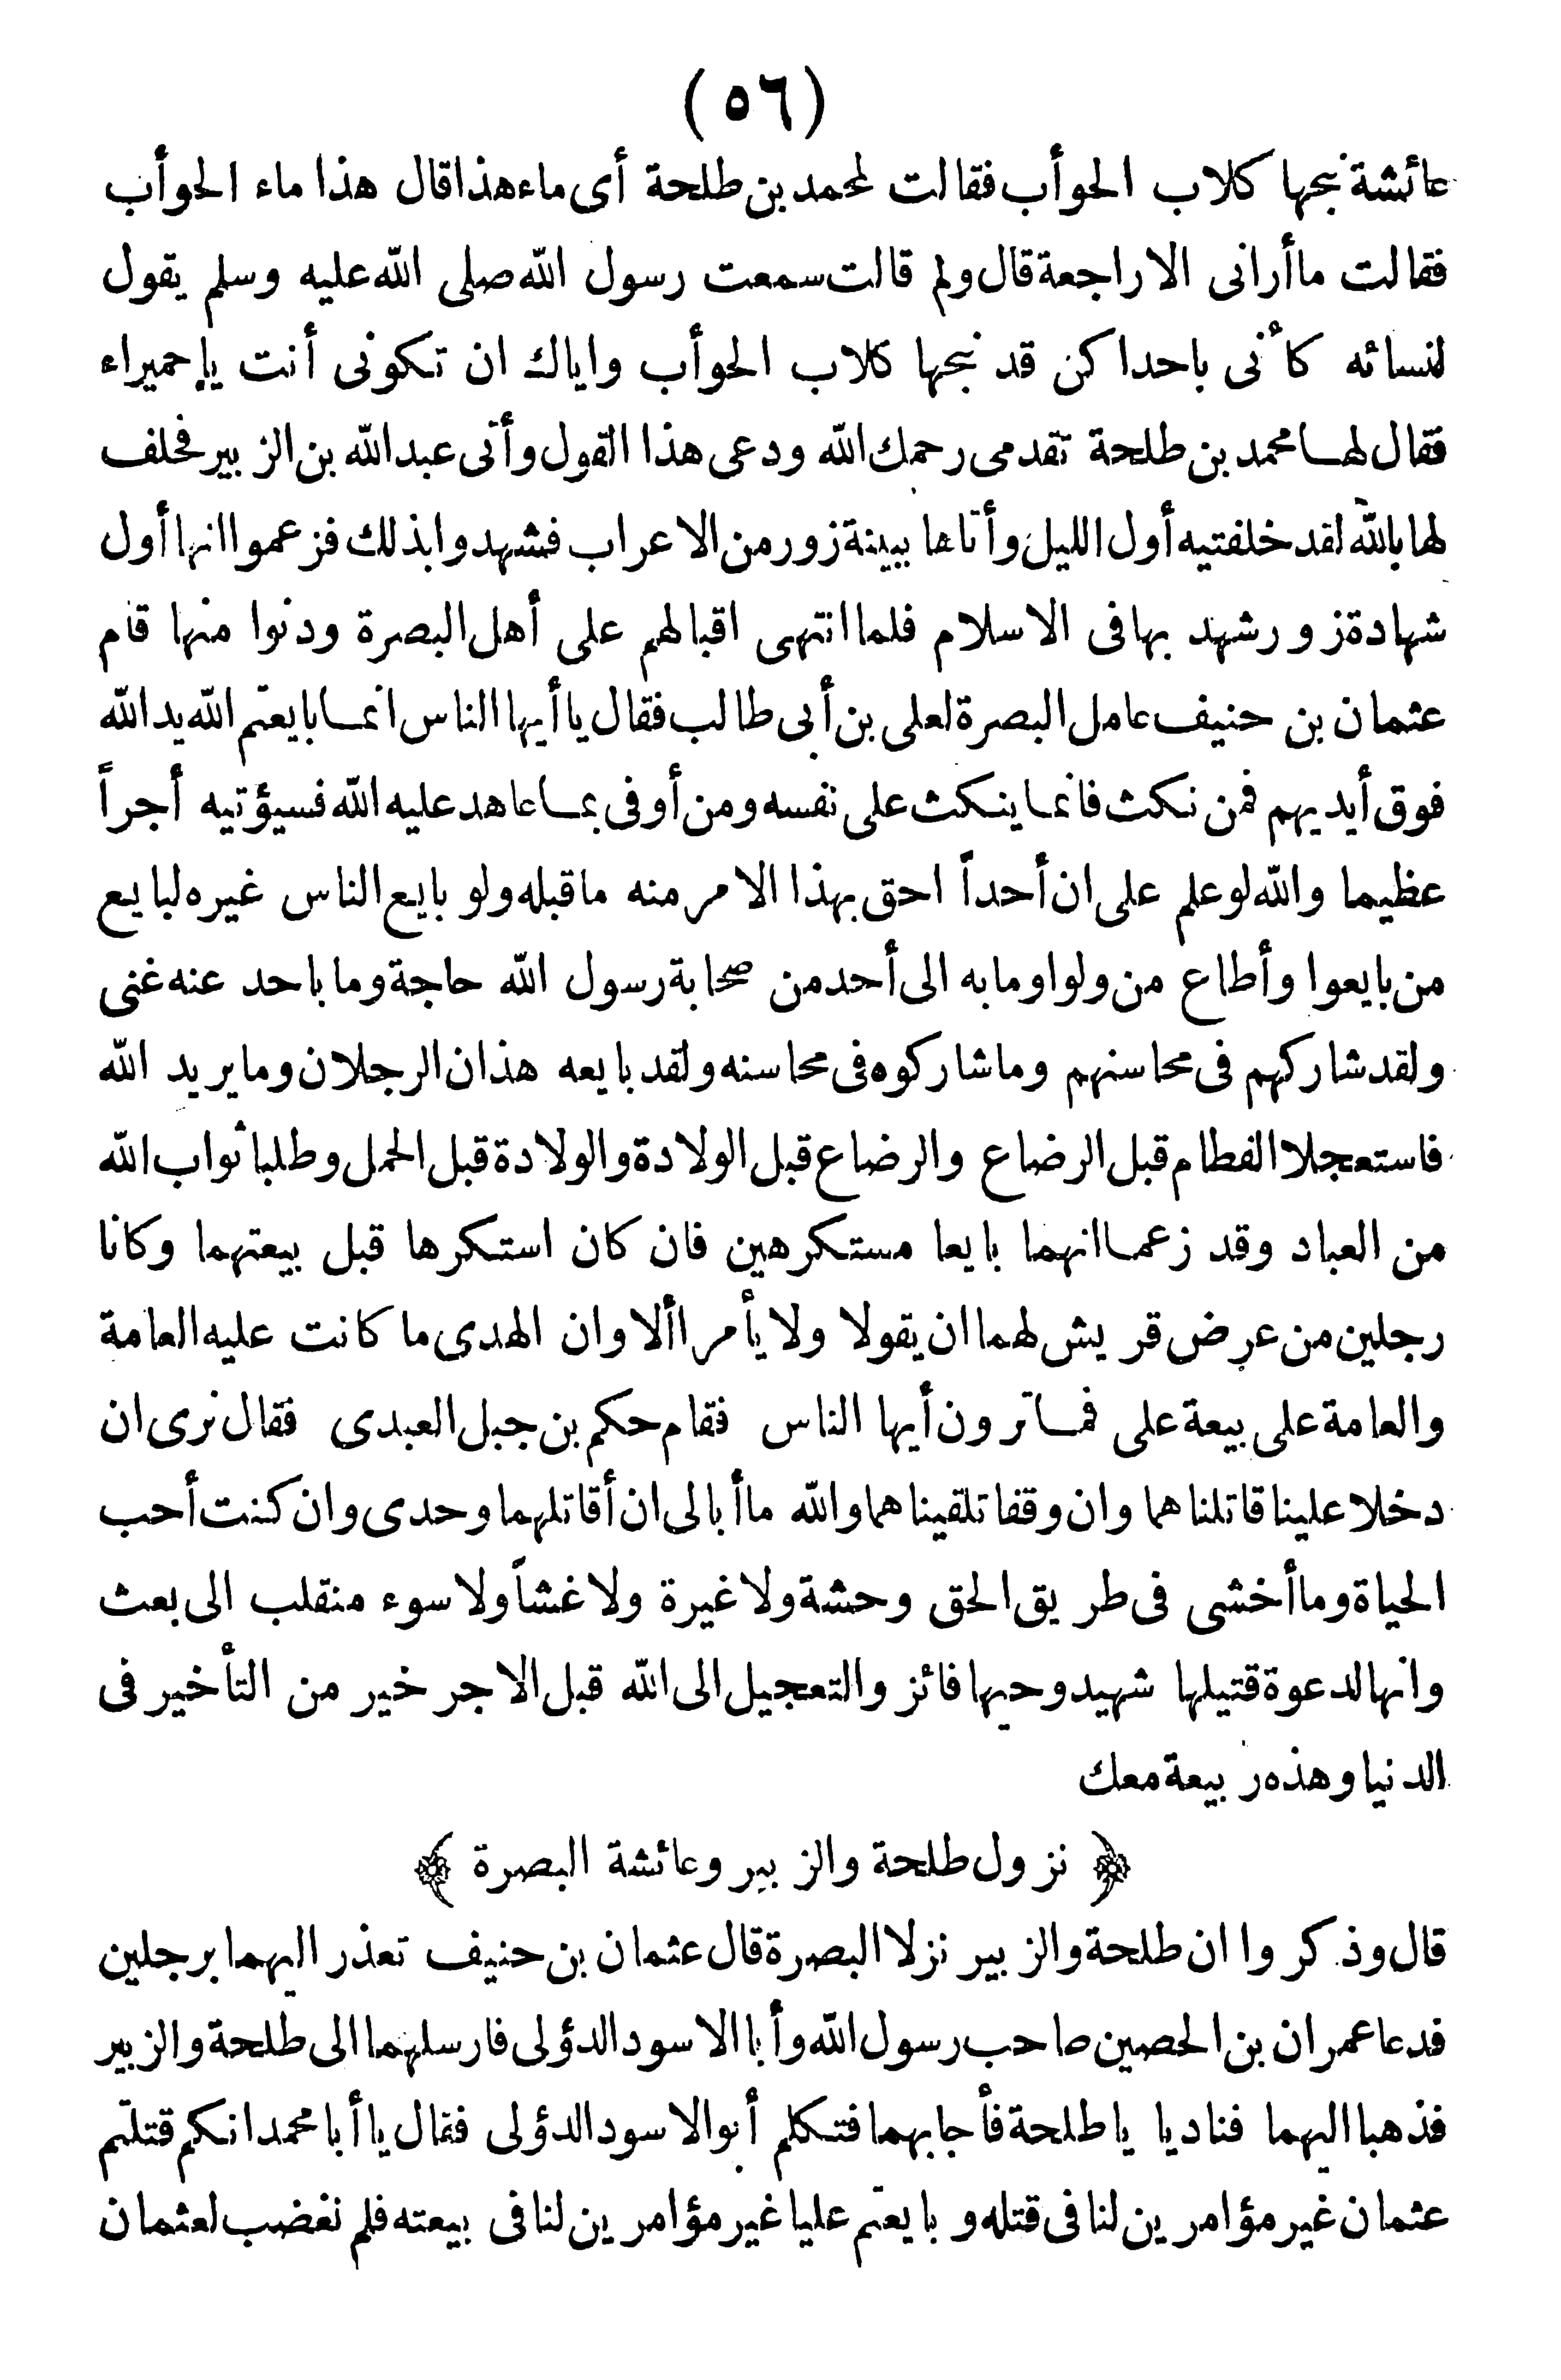 (٥٦)
عائشة نبحها كلاب الحوأب فقالت لمحمد بن طلحة أى ماء هذا قال هذا ماء الحوأب
فقالت ما أرانى الا راجعة قال ولم قالت سمعت رسول الله صلى الله عليه وسلم يقول
لنسائه كأنى باحداكن قد نبحها كلاب الحوأب واياك ان تكونى أنت ياحميراء
فقال لها محمد بن طلحة تقدمى رحمك الله ودعى هذا القول وأتى عبد الله بن الزبير فحلف
لها بالله لقد خلفتيه أول الليل وأتاها ببينة زور من الاعراب فشهدوا بذلك فزعموا انها أول
شهادة زور شهد بها فى الاسلام فلما انتهى اقبالهم على أهل البصرة ودنوا منها قام
عثمان بن حنيف عامل البصرة لعلى بن أبى طالب فقال ياأيها الناس انما بايعتم الله يد الله
فوق أيديهم فمن نكث فانما ينكث على نفسه ومن أوفى بما عاهد عليه الله فسيؤتيه أجراً
عظيما والله لو علم على ان أحداً احق بهذا الامر منه ما قبله ولو بايع الناس غيره لبايع
من بايعوا وأطاع من ولوا وما به الى أحد من صحابة رسول الله حاجة وما باحد عنه غنى
ولقد شاركهم فى محاسنهم وما شاركوه فى محاسنه ولقد بايعه هذان الرجلان وما يريد الله
فاستعجلا الفطام قبل الرضاع والرضاع قبل الولادة والولادة قبل الحمل وطلبا ثواب الله
من العباد وقد زعما انهما بايعا مستكرهين فان كان استكرها قبل بيعتهما وكانا
رجلين من عرض قريش لهما ان يقولا ولا يأمرا ألا وان الهدى ما كانت عليه العامة
والعامة على بيعة على فما ترون أيها الناس فقام حكم بن جبل العبدى فقال نرى ان
دخلا علينا قاتلناهما وان وقفا تلقيناهما والله ما أبالى ان أقاتلهما وحدى وان كنت أحب
الحياة وما أخشى فى طريق الحق وحشة ولا غيرة ولا غشاً ولا سوء منقلب الى بعث
وانها لدعوة قتيلها شهيد وحيها فائز والتعجيل الى الله قبل الاجر خير من التأخير فى
الدنيا وهذه ربيعة معك
﴿ نزول طلحة والزبير وعائشة البصرة ﴾
قال وذكروا ان طلحة والزبير نزلا البصرة قال عثمان بن حنيف تعذر اليهما برجلين
فدعا عمران بن الحصين صاحب رسول الله وأبا الاسود الدؤلى فارسلهما الى طلحة والزبير
فذهبا اليهما فناديا ياطلحة فأجابهما فتكلم أبو الاسود الدؤلى فقال ياأبا محمد انكم قتلتم
عثمان غير مؤامرين لنا فى قتله وبايعتم عليا غير مؤامرين لنا فى بيعته فلم نغضب لعثمان